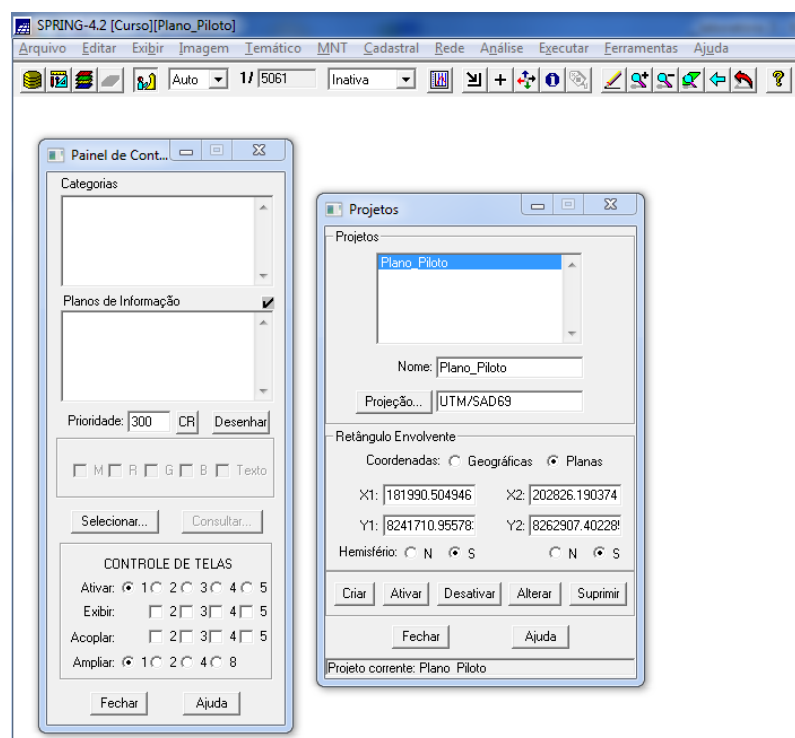 SPRING-4.2 [Curso][Plano_Piloto]
Arquivo Editar Exibir Imagem Temático MNT Cadastral Rede Análise Executar Ferramentas Ajuda
Auto 1/ 5061 Inativa
Painel de Cont...
Categorias
Planos de Informação
Prioridade: 300 CR Desenhar
M R G B Texto
Selecionar... Consultar...
CONTROLE DE TELAS
Ativar: 1 2 3 4 5
Exibir: 2 3 4 5
Acoplar: 2 3 4 5
Ampliar: 1 2 4 8
Fechar Ajuda
Projetos
Projetos
Plano_Piloto
Nome: Plano_Piloto
Projeção... UTM/SAD69
Retângulo Envolvente
Coordenadas: Geográficas Planas
X1: 181990.504946 X2: 202826.190374
Y1: 8241710.95578 Y2: 8262907.40228
Hemisfério: N S N S
Criar Ativar Desativar Alterar Suprimir
Fechar Ajuda
Projeto corrente: Plano Piloto